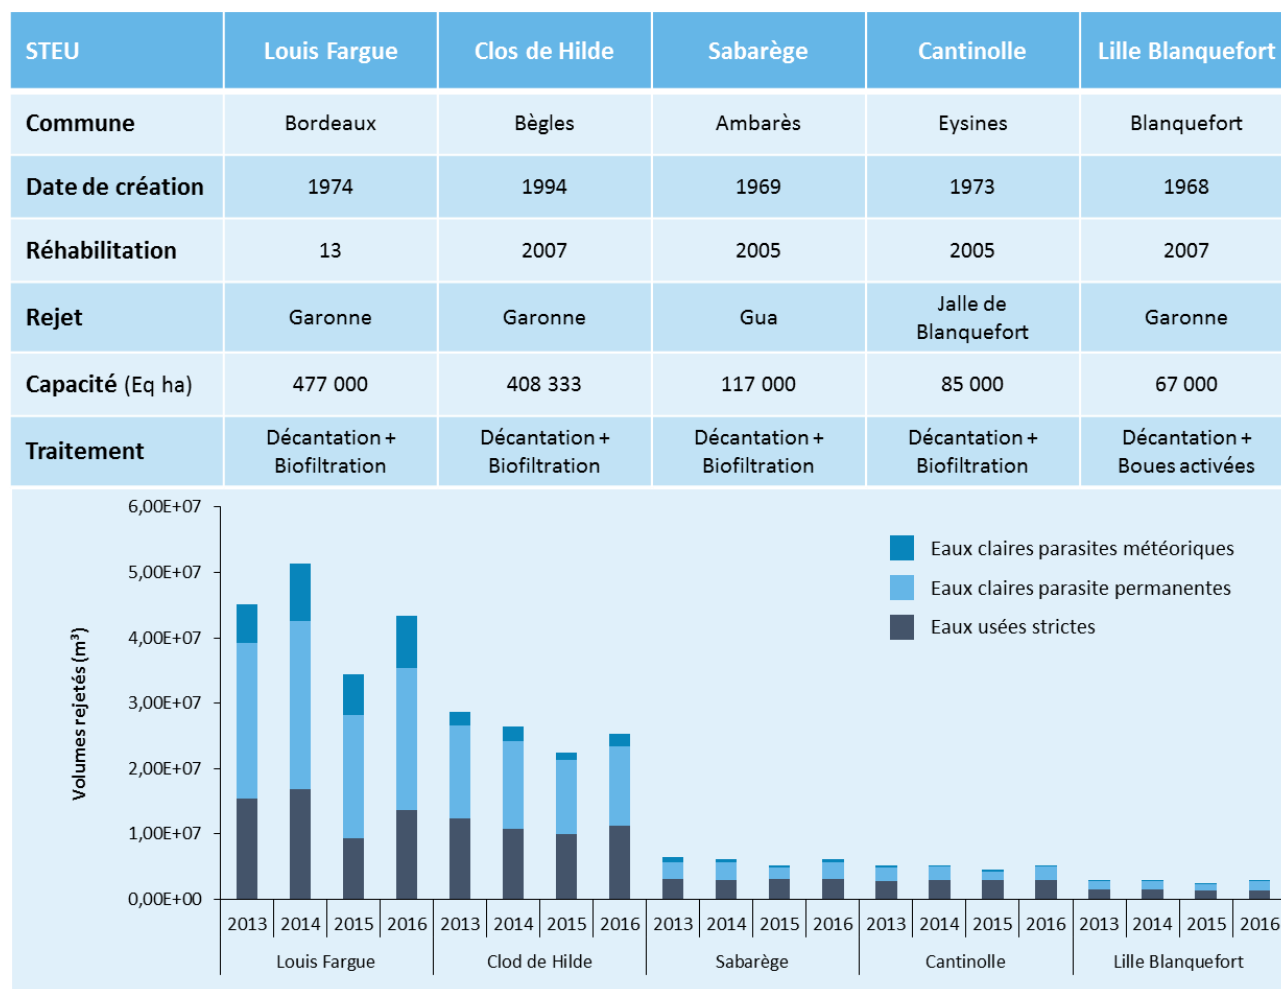 STEU Louis Fargue Clos de Hilde Sabarège Cantinolle Lille Blanquefort
Commune Bordeaux Bègles Ambarès Eysines Blanquefort
Date de création 1974 1994 1969 1973 1968
Réhabilitation 13 2007 2005 2005 2007
Rejet Garonne Garonne Gua Jalle de Blanquefort Garonne
Capacité (Eq ha) 477 000 408 333 117 000 85 000 67 000
Traitement Décantation + Biofiltration Décantation + Biofiltration Décantation + Biofiltration Décantation + Biofiltration Décantation + Boues activées
Volumes rejetés (m³)
6,00E+07
5,00E+07
4,00E+07
3,00E+07
2,00E+07
1,00E+07
0,00E+00
Eaux claires parasites météoriques
Eaux claires parasite permanentes
Eaux usées strictes
2013 2014 2015 2016 2013 2014 2015 2016 2013 2014 2015 2016 2013 2014 2015 2016 2013 2014 2015 2016
Louis Fargue Clod de Hilde Sabarège Cantinolle Lille Blanquefort